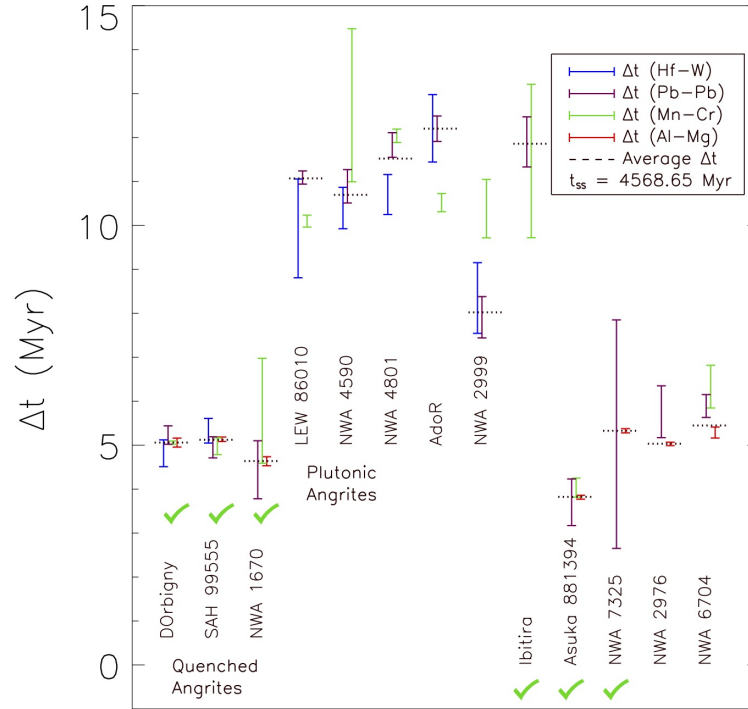 15
10
5
0
Δt (Myr)
Δt (Hf−W)
Δt (Pb−Pb)
Δt (Mn−Cr)
Δt (Al−Mg)
Average Δt
tss = 4568.65 Myr
LEW 86010
NWA 4590
NWA 4801
AdoR
NWA 2999
Plutonic
Angrites
DOrbigny
SAH 99555
NWA 1670
Quenched
Angrites
Ibitira
Asuka 881394
NWA 7325
NWA 2976
NWA 6704